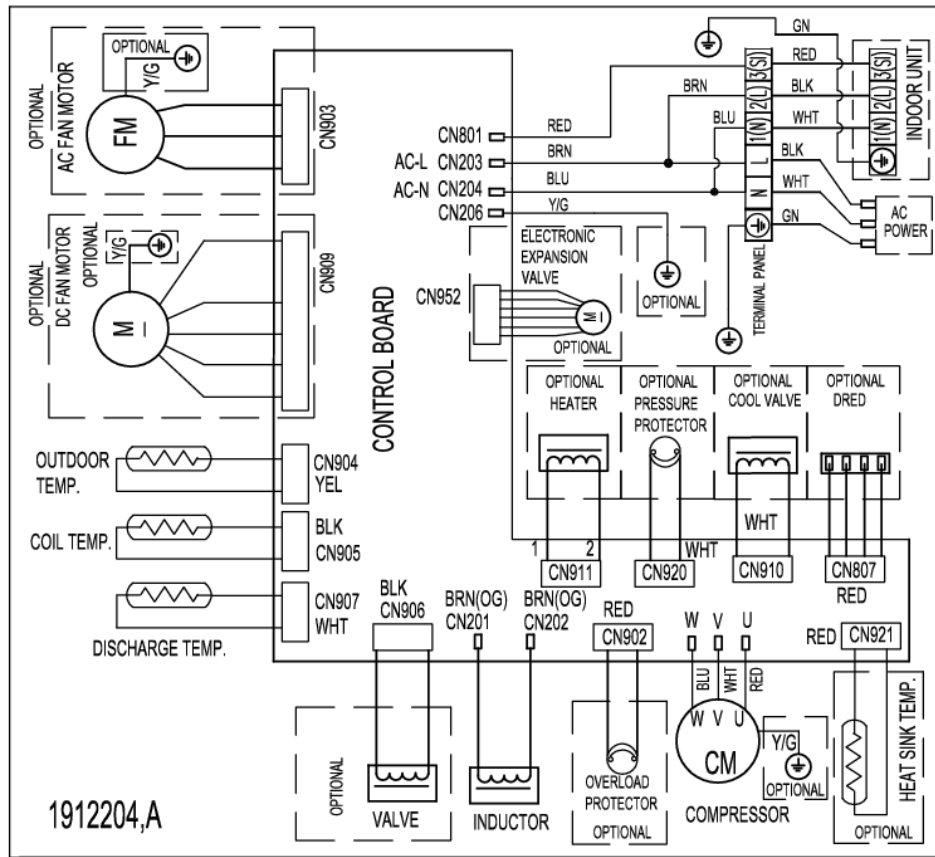 OPTIONAL
Y/G
FM
OPTIONAL
AC FAN MOTOR
CN903
OPTIONAL
DC FAN MOTOR
OPTIONAL
Y/G
M
CN909
OUTDOOR
TEMP.
CN904
YEL
COIL TEMP.
BLK
CN905
CN907
WHT
DISCHARGE TEMP.
CONTROL BOARD
CN801
RED
AC-L
CN203
BRN
AC-N
CN204
BLU
CN206
Y/G
OPTIONAL
ELECTRONIC
EXPANSION
VALVE
CN952
M
OPTIONAL
GN
BRN
BLU
3(SI)
2(L)
1(N)
L
N
TERMINAL PANEL
RED
BLK
WHT
3(SI)
2(L)
1(N)
INDOOR UNIT
BLK
WHT
GN
AC
POWER
OPTIONAL
HEATER
1
2
CN911
OPTIONAL
PRESSURE
PROTECTOR
WHT
CN920
OPTIONAL
COOL VALVE
WHT
CN910
OPTIONAL
DRED
CN807
RED
BLK
CN906
OPTIONAL
VALVE
BRN(OG)
CN201
BRN(OG)
CN202
INDUCTOR
RED
CN902
OVERLOAD
PROTECTOR
OPTIONAL
W V U
BLU
WHT
RED
W V U
CM
Y/G
OPTIONAL
COMPRESSOR
RED
CN921
HEAT SINK TEMP.
OPTIONAL
1912204,A